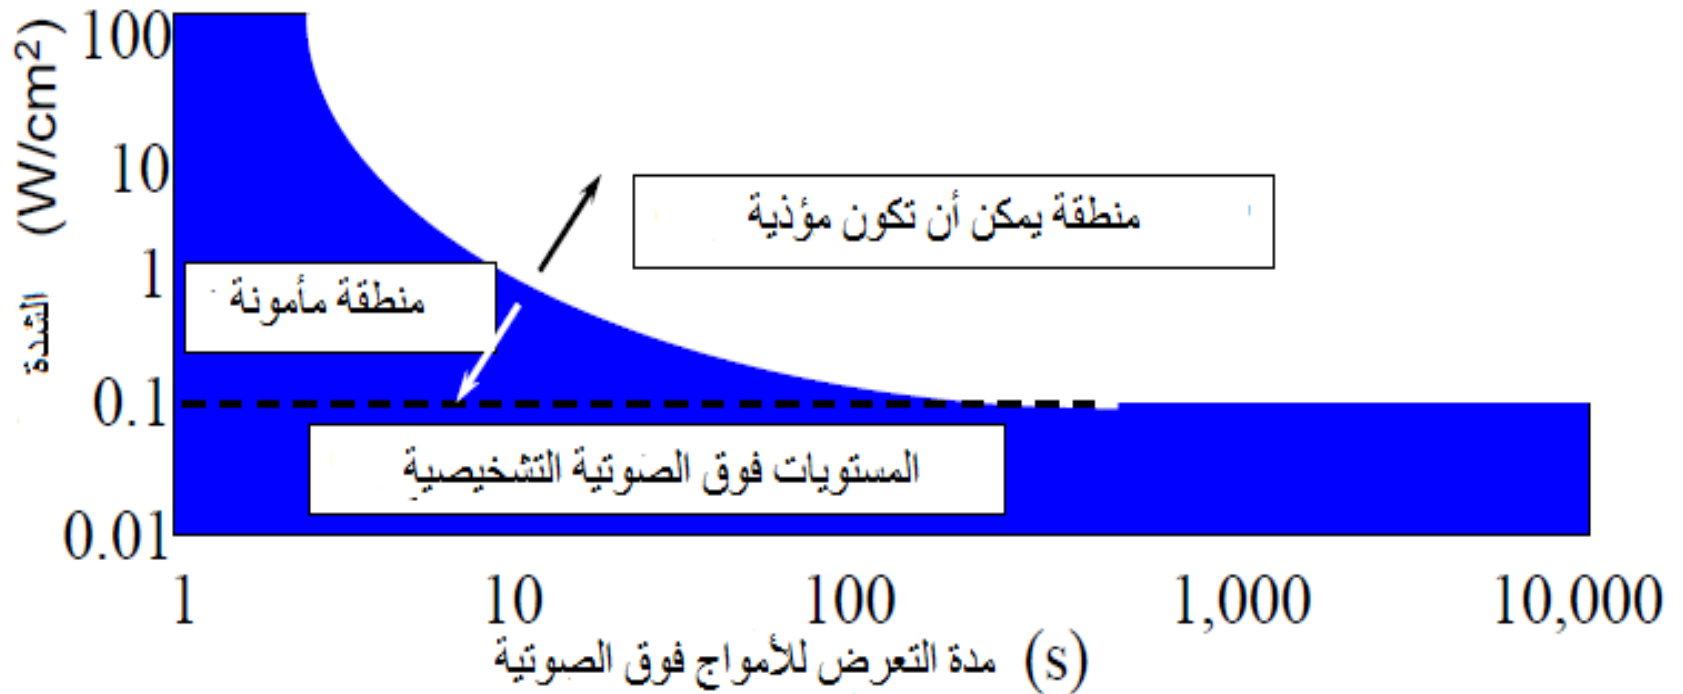 الشدة (W/cm²)
100
10
1
0.1
0.01
منطقة يمكن أن تكون مؤذية
منطقة مأمونة
المستويات فوق الصوتية التشخيصية
1 10 100 1,000 10,000
مدة التعرض للأمواج فوق الصوتية (s)